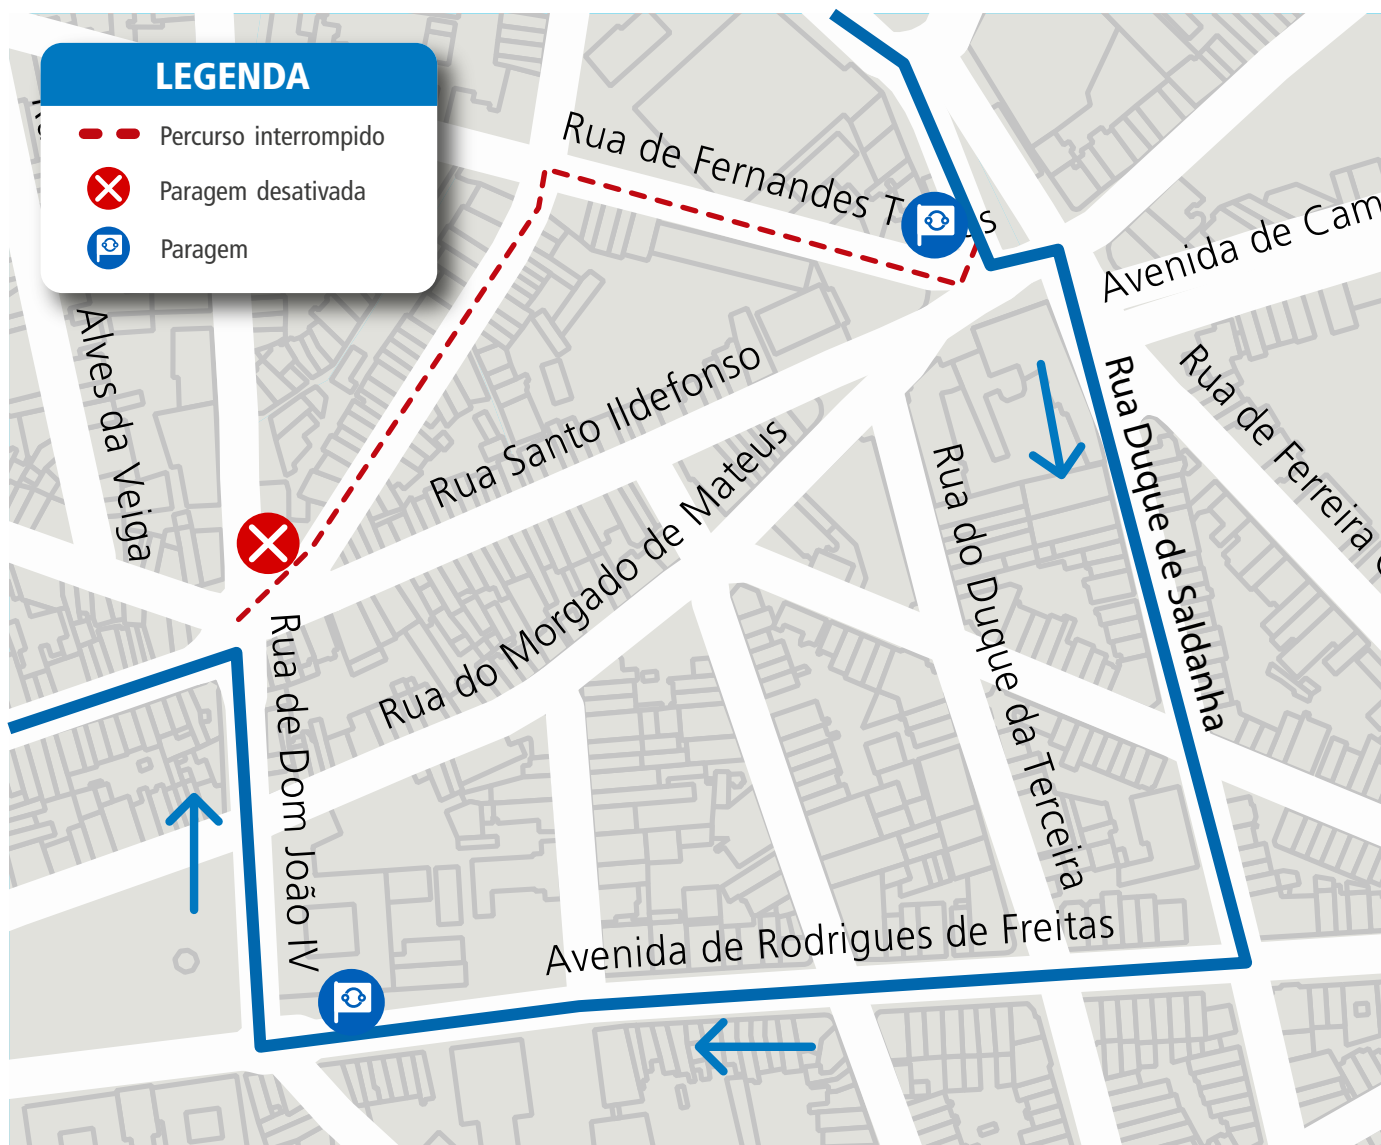 LEGENDA
Percurso interrompido
Paragem desativada
Paragem
Rua de Fernandes
Avenida de Cam
Alves da Veiga
Rua Santo Ildefonso
Rua Duque de Saldanha
Rua de Ferreira
Rua do Morgado de Mateus
Rua do Duque da Terceira
Rua de Dom João IV
Avenida de Rodrigues de Freitas